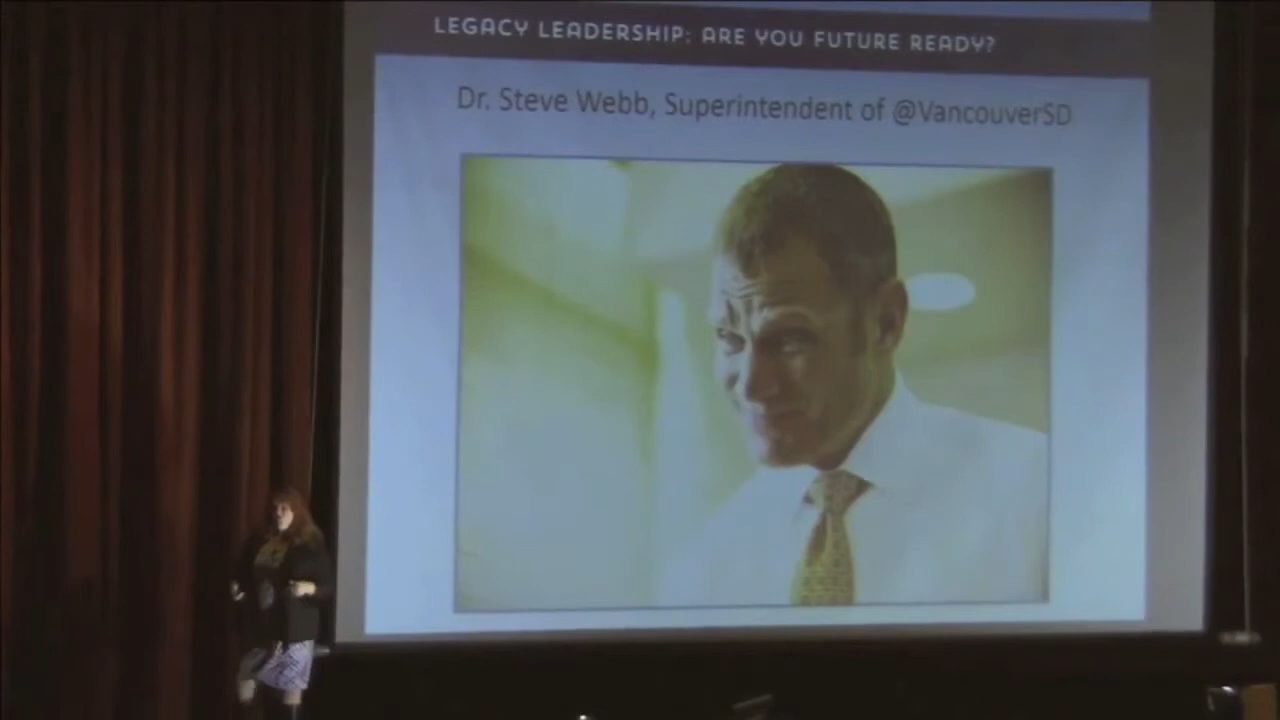 LEGACY LEADERSHIP: ARE YOU FUTURE READY?
Dr. Steve Webb, Superintendent of @VancouverSD